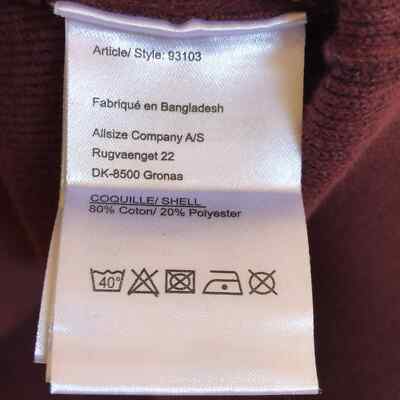 Article/ Style: 93103
Fabriqué en Bangladesh
Allsize Company A/S
Rugvaenget 22
DK-8500 Gronaa
COQUILLE/ SHELL
80% Coton/ 20% Polyester
40°